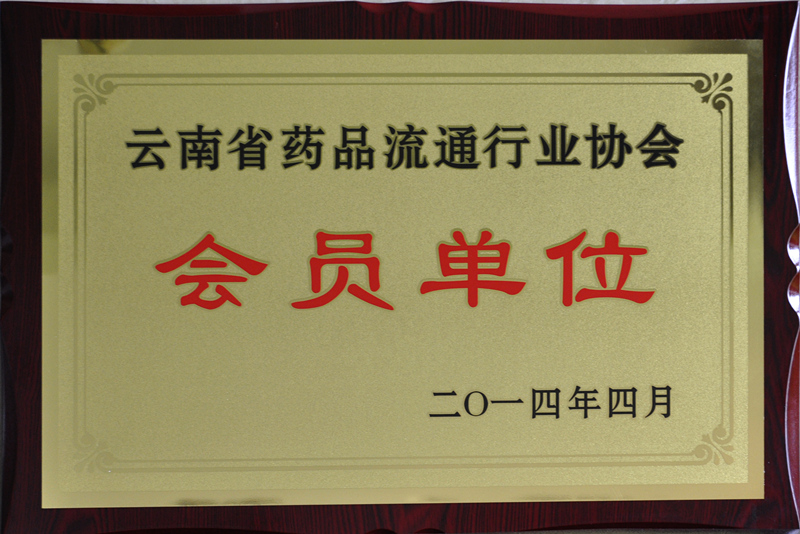 云南省药品流通行业协会
会员单位
二〇一四年四月